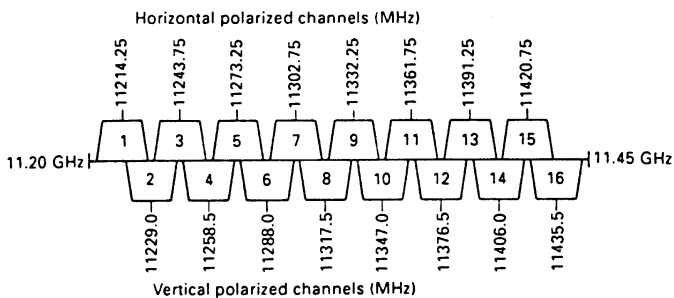 Horizontal polarized channels (MHz)
11214.25 11243.75 11273.25 11302.75 11332.25 11361.75 11391.25 11420.75
1 3 5 7 9 11 13 15
11.20 GHz 11.45 GHz
2 4 6 8 10 12 14 16
11229.0 11258.5 11288.0 11317.5 11347.0 11376.5 11406.0 11435.5
Vertical polarized channels (MHz)